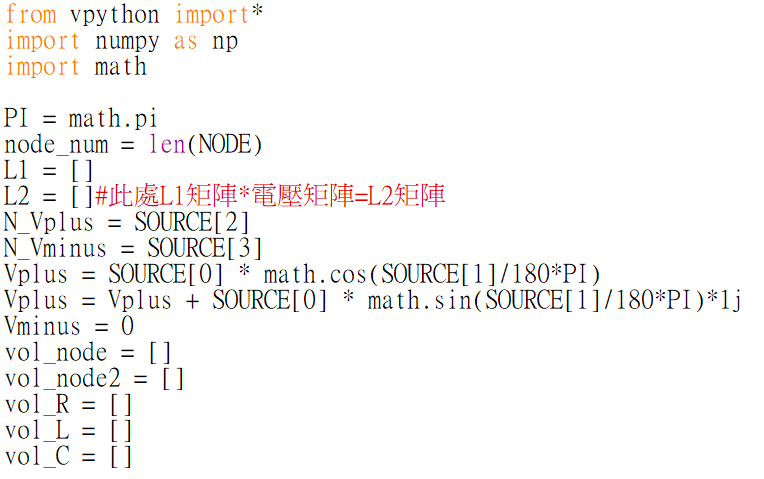 from vpython import*
import numpy as np
import math
PI = math.pi
node_num = len(NODE)
L1 = []
L2 = []#此處L1矩陣*電壓矩陣=L2矩陣
N_Vplus = SOURCE[2]
N_Vminus = SOURCE[3]
Vplus = SOURCE[0] * math.cos(SOURCE[1]/180*PI)
Vplus = Vplus + SOURCE[0] * math.sin(SOURCE[1]/180*PI)*1j
Vminus = 0
vol_node = []
vol_node2 = []
vol_R = []
vol_L = []
vol_C = []